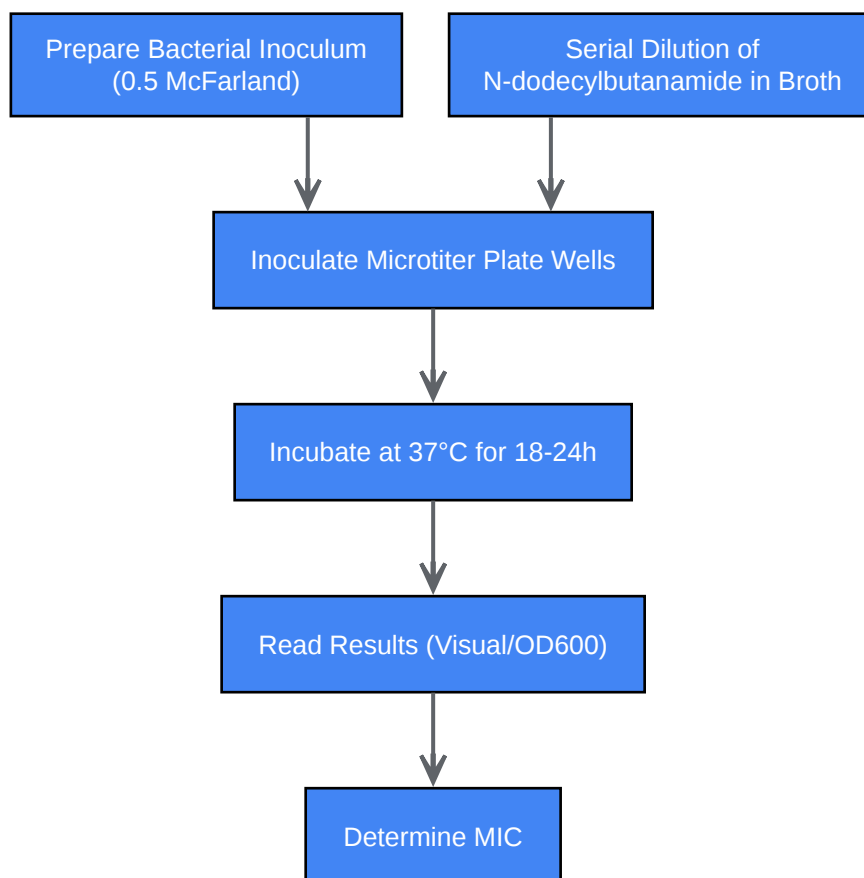 Prepare Bacterial Inoculum
(0.5 McFarland)
Serial Dilution of
N-dodecylbutanamide in Broth
Inoculate Microtiter Plate Wells
Incubate at 37°C for 18-24h
Read Results (Visual/OD600)
Determine MIC